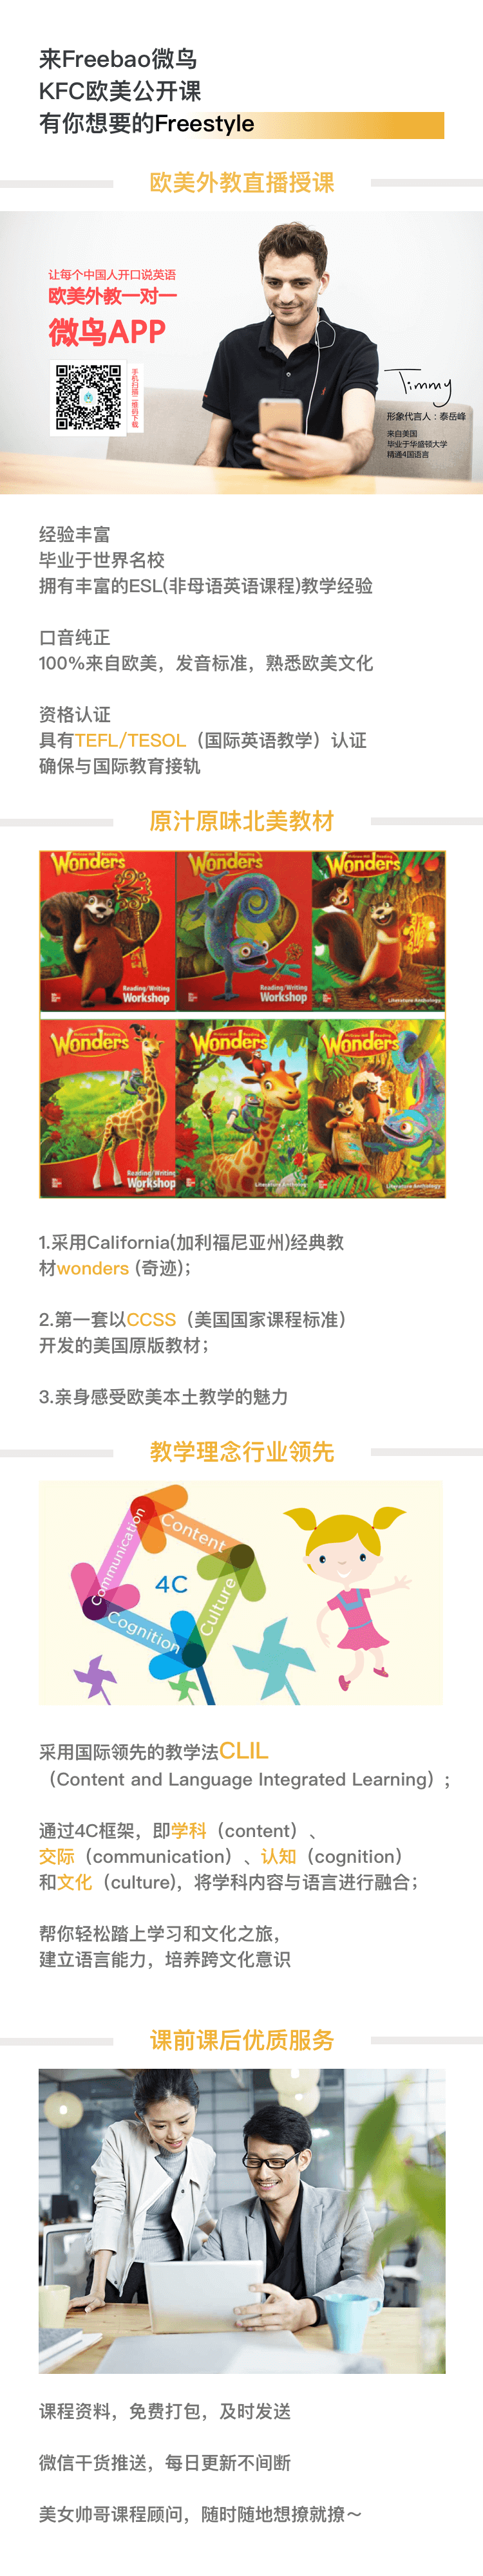 来Freebao微鸟
KFC欧美公开课
有你想要的Freestyle
欧美外教直播授课
让每个中国人开口说英语
欧美外教一对一
微鸟APP
手机扫描二维码下载
Timmy
形象代言人：泰岳峰
来自美国
毕业于华盛顿大学
精通4国语言
经验丰富
毕业于世界名校
拥有丰富的ESL(非母语英语课程)教学经验
口音纯正
100%来自欧美，发音标准，熟悉欧美文化
资格认证
具有TEFL/TESOL（国际英语教学）认证
确保与国际教育接轨
原汁原味北美教材
Wonders
Reading/Writing
Workshop
Wonders
Reading/Writing
Workshop
Wonders
Literature Anthology
Wonders
Reading/Writing
Workshop
Wonders
Literature Anthology
Wonders
Literature Anthology
1.采用California(加利福尼亚州)经典教
材wonders (奇迹)；
2.第一套以CCSS（美国国家课程标准）
开发的美国原版教材；
3.亲身感受欧美本土教学的魅力
教学理念行业领先
Communication
Content
4C
Culture
Cognition
采用国际领先的教学法CLIL
（Content and Language Integrated Learning）；
通过4C框架，即学科（content）、
交际（communication）、认知（cognition）
和文化（culture)，将学科内容与语言进行融合；
帮你轻松踏上学习和文化之旅，
建立语言能力，培养跨文化意识
课前课后优质服务
课程资料，免费打包，及时发送
微信干货推送，每日更新不间断
美女帅哥课程顾问，随时随地想撩就撩～